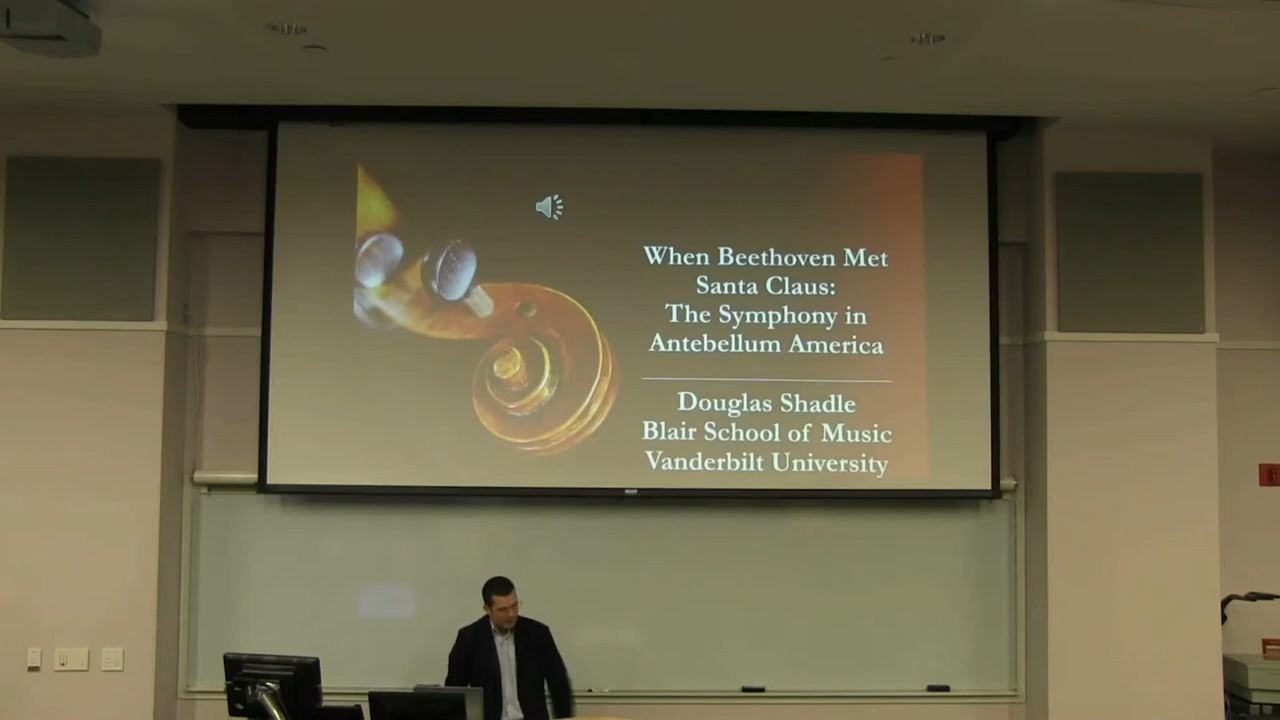 When Beethoven Met
Santa Claus:
The Symphony in
Antebellum America
Douglas Shadle
Blair School of Music
Vanderbilt University